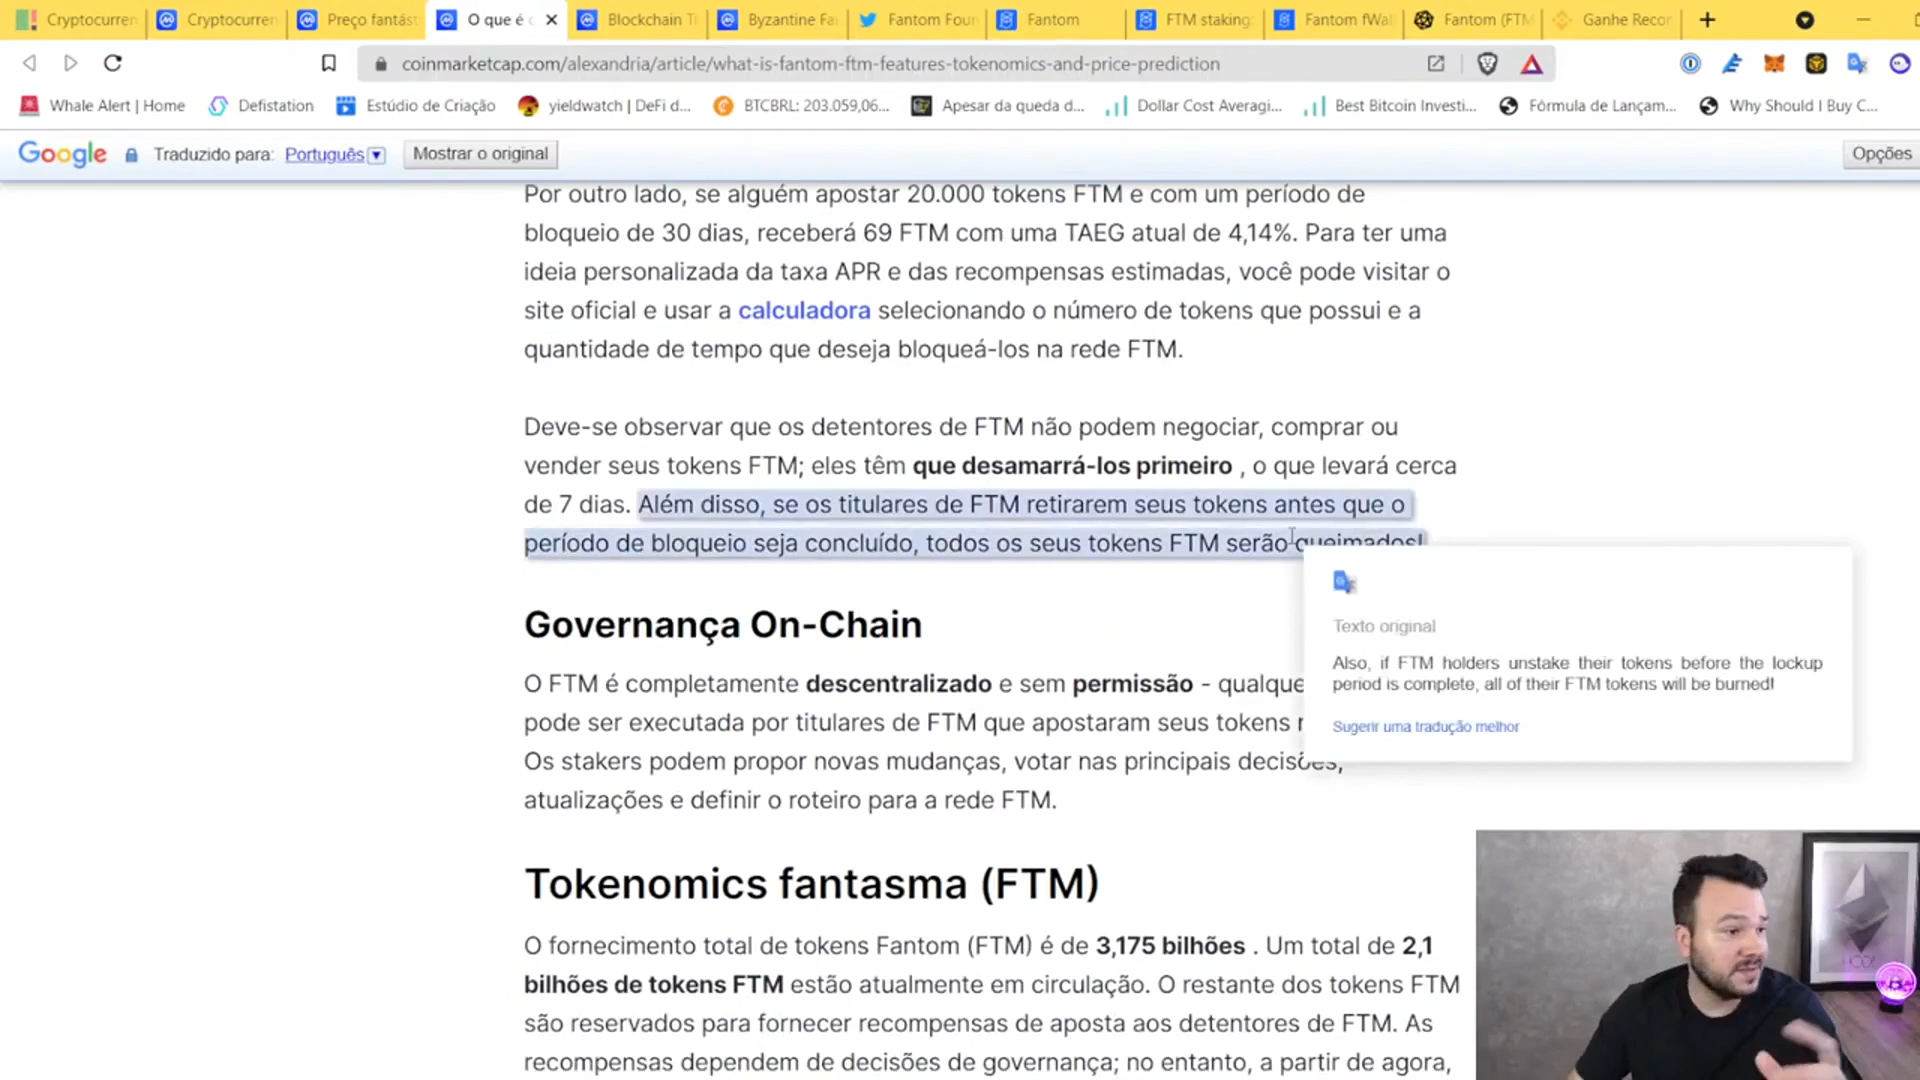 Cryptocurren
Cryptocurren
Preço fantást
O que é
Blockchain T
Byzantine Fa
Fantom Foun
Fantom
FTM staking
Fantom fWal
Fantom (FTM
Ganhe Recor
coinmarketcap.com/alexandria/article/what-is-fantom-ftm-features-tokenomics-and-price-prediction
Whale Alert | Home
Defistation
Estúdio de Criação
yieldwatch | DeFi d...
BTCBRL: 203.059,06...
Apesar da queda d...
Dollar Cost Averagi...
Best Bitcoin Investi...
Fórmula de Lançam...
Why Should I Buy C...
Google Traduzido para: Português Mostrar o original Opções
Por outro lado, se alguém apostar 20.000 tokens FTM e com um período de
bloqueio de 30 dias, receberá 69 FTM com uma TAEG atual de 4,14%. Para ter uma
ideia personalizada da taxa APR e das recompensas estimadas, você pode visitar o
site oficial e usar a calculadora selecionando o número de tokens que possui e a
quantidade de tempo que deseja bloqueá-los na rede FTM.
Deve-se observar que os detentores de FTM não podem negociar, comprar ou
vender seus tokens FTM; eles têm que desamarrá-los primeiro , o que levará cerca
de 7 dias. Além disso, se os titulares de FTM retirarem seus tokens antes que o
período de bloqueio seja concluído, todos os seus tokens FTM serão queimados!
Texto original
Also, if FTM holders unstake their tokens before the lockup
period is complete, all of their FTM tokens will be burned!
Sugerir uma tradução melhor
Governança On-Chain
O FTM é completamente descentralizado e sem permissão - qualque
pode ser executada por titulares de FTM que apostaram seus tokens
Os stakers podem propor novas mudanças, votar nas principais decisões,
atualizações e definir o roteiro para a rede FTM.
Tokenomics fantasma (FTM)
O fornecimento total de tokens Fantom (FTM) é de 3,175 bilhões . Um total de 2,1
bilhões de tokens FTM estão atualmente em circulação. O restante dos tokens FTM
são reservados para fornecer recompensas de aposta aos detentores de FTM. As
recompensas dependem de decisões de governança; no entanto, a partir de agora,